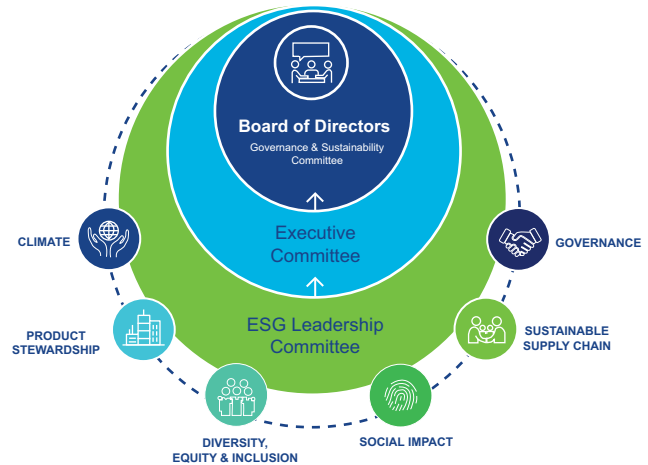 Board of Directors
Governance & Sustainability
Committee
Executive
Committee
CLIMATE
GOVERNANCE
ESG Leadership
Committee
PRODUCT
STEWARDSHIP
SUSTAINABLE
SUPPLY CHAIN
DIVERSITY,
EQUITY & INCLUSION
SOCIAL IMPACT